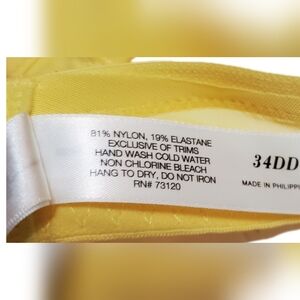 81% NYLON, 19% ELASTANE
EXCLUSIVE OF TRIMS
HAND WASH COLD WATER
NON CHLORINE BLEACH
HANG TO DRY, DO NOT IRON
RN# 73120
34DD
MADE IN PHILIPPI